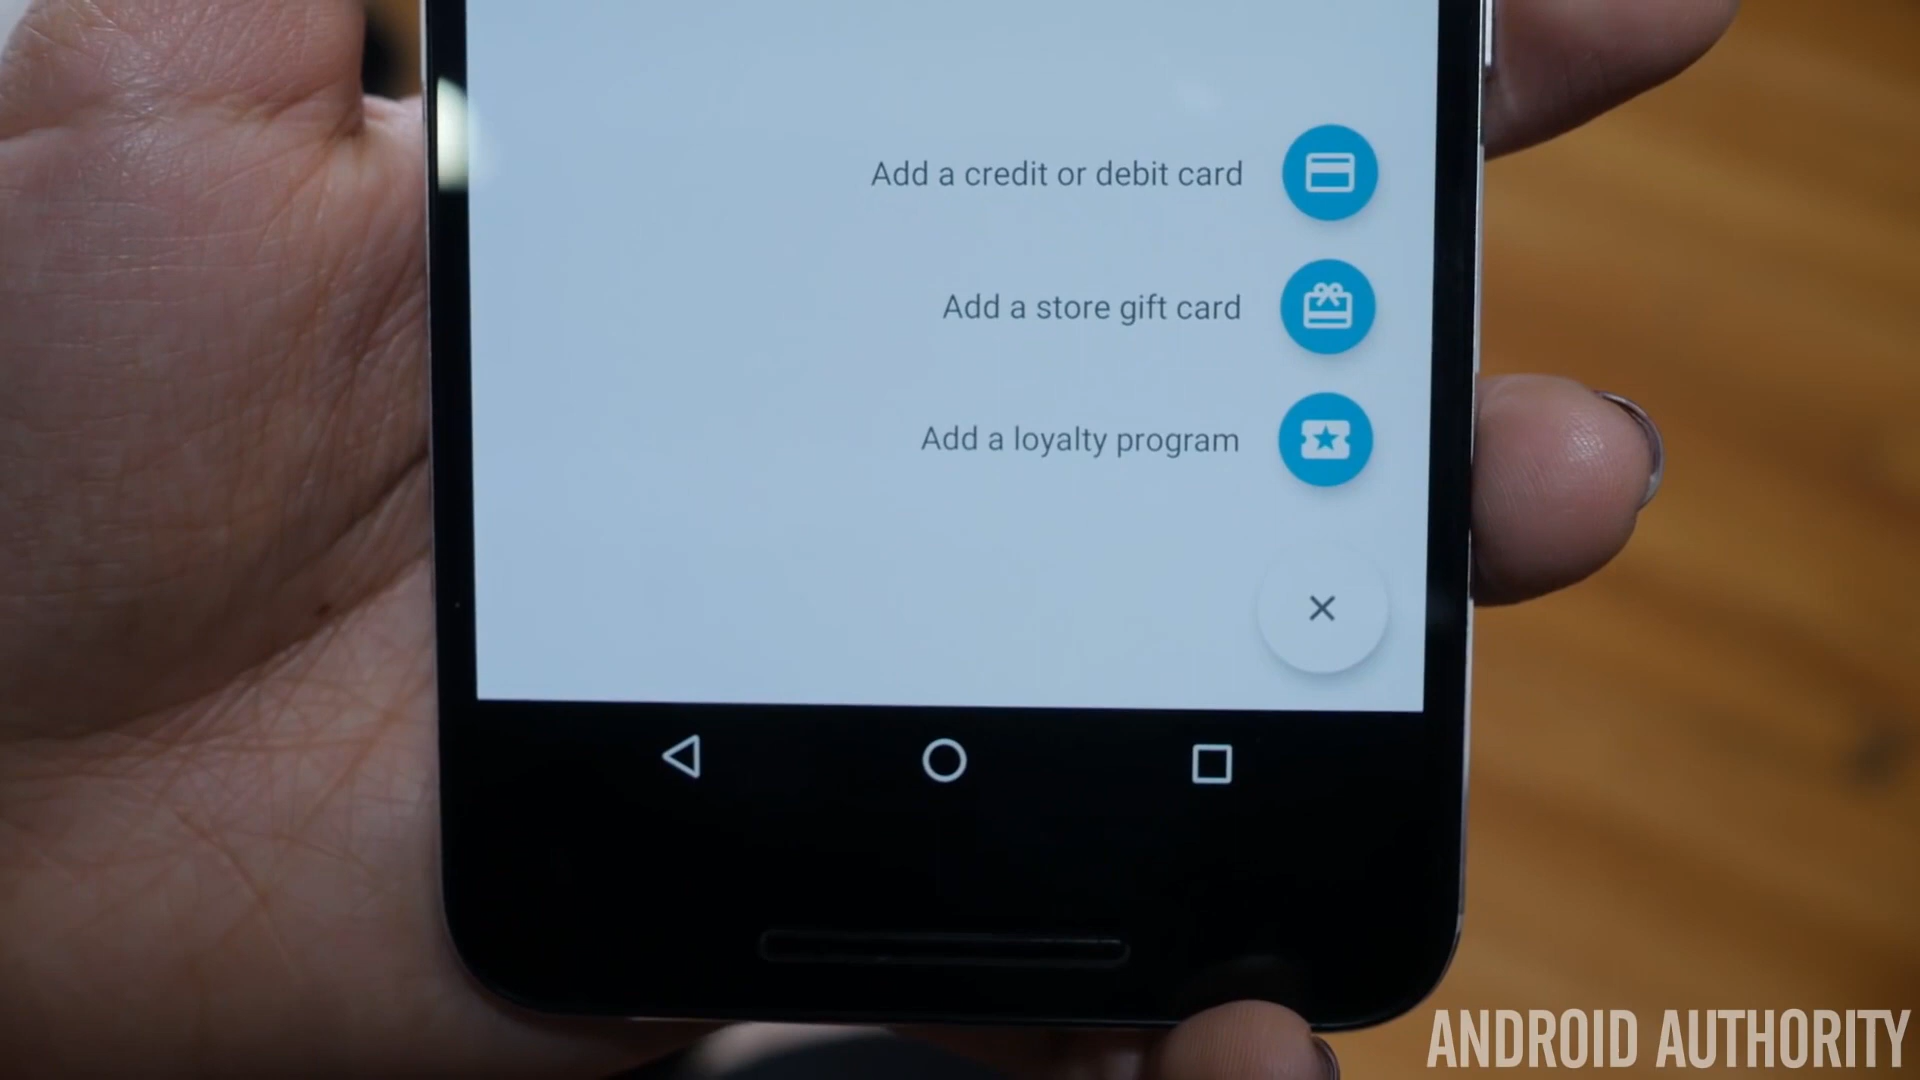 Add a credit or debit card
Add a store gift card
Add a loyalty program
ANDROID AUTHORITY